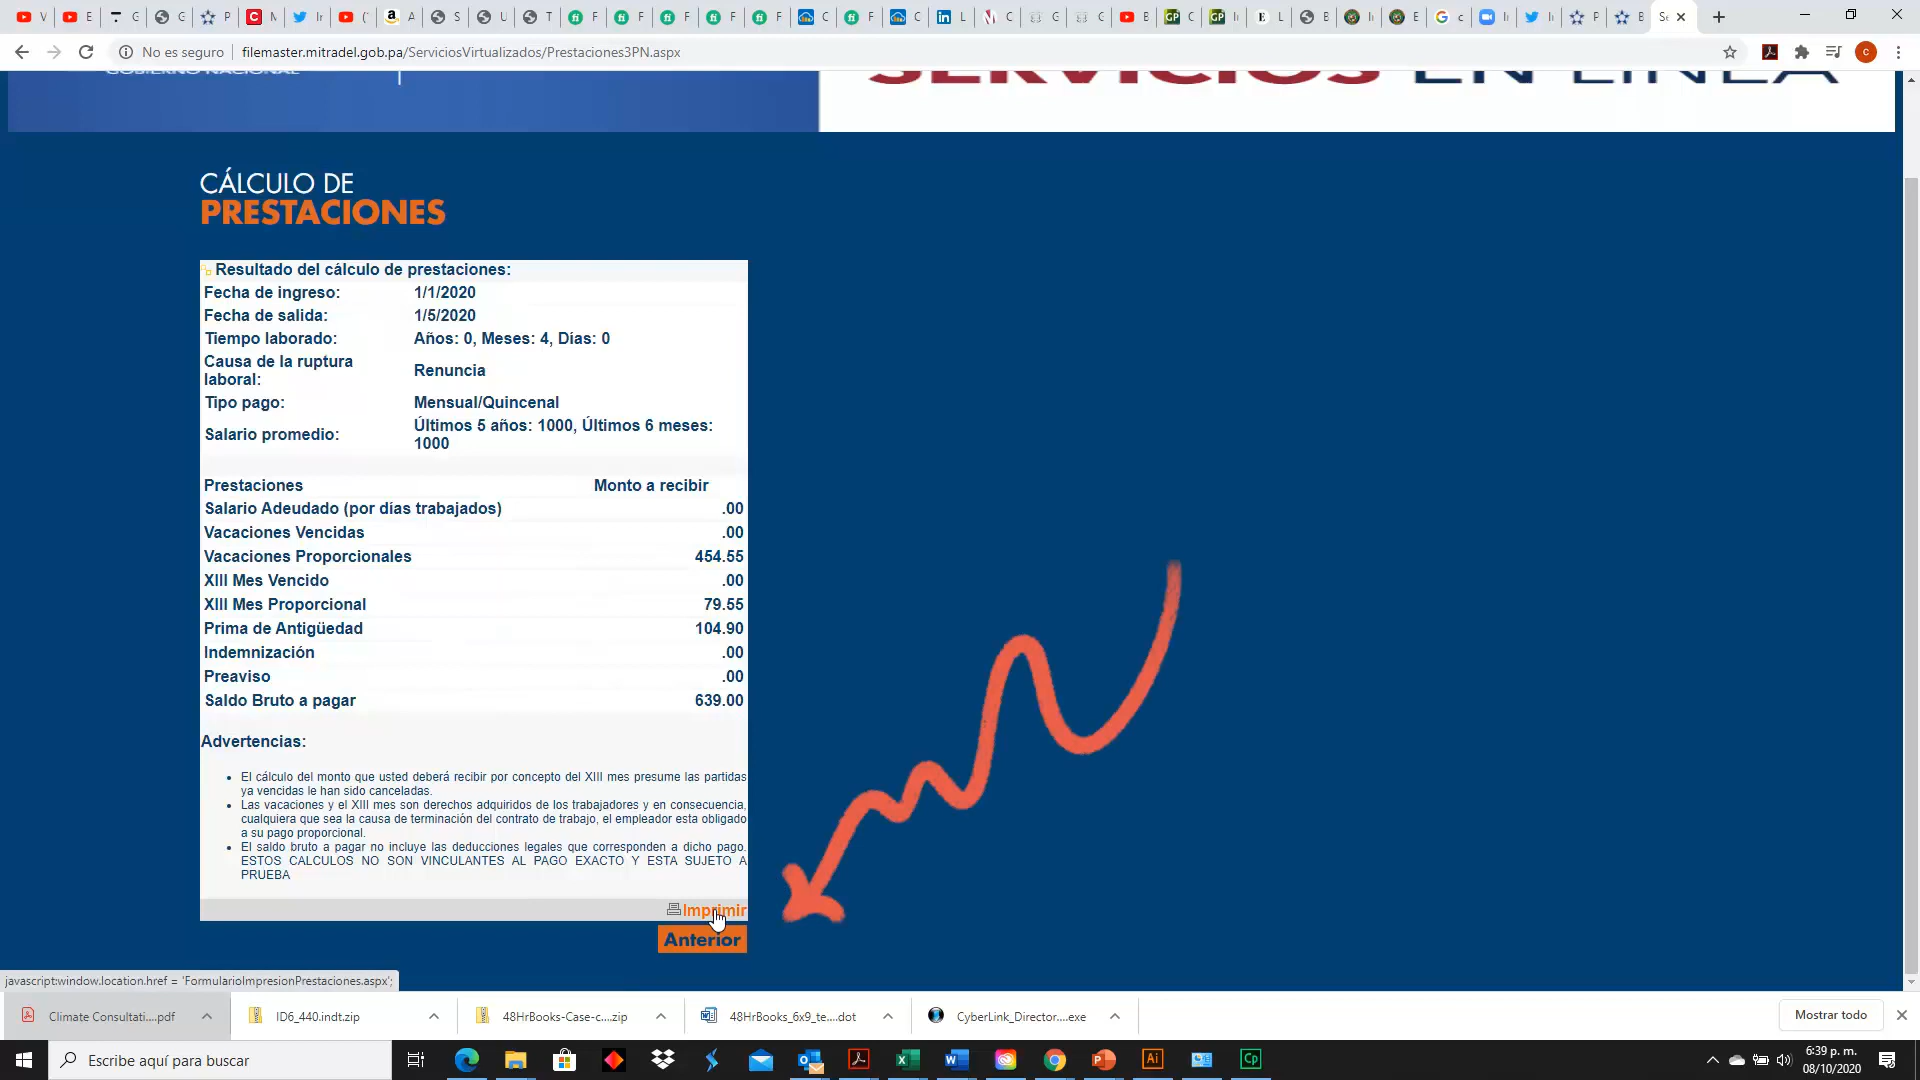 No es seguro
filemaster.mitradel.gob.pa/ServiciosVirtualizados/Prestaciones3PN.aspx
GOBIERNO NACIONAL
SERVICIOS EN LÍNEA
CÁLCULO DE
PRESTACIONES
Resultado del cálculo de prestaciones:
Fecha de ingreso: 1/1/2020
Fecha de salida: 1/5/2020
Tiempo laborado: Años: 0, Meses: 4, Días: 0
Causa de la ruptura
laboral: Renuncia
Tipo pago: Mensual/Quincenal
Salario promedio: Últimos 5 años: 1000, Últimos 6 meses:
1000
Prestaciones Monto a recibir
Salario Adeudado (por días trabajados) .00
Vacaciones Vencidas .00
Vacaciones Proporcionales 454.55
XIII Mes Vencido .00
XIII Mes Proporcional 79.55
Prima de Antigüedad 104.90
Indemnización .00
Preaviso .00
Saldo Bruto a pagar 639.00
Advertencias:
El cálculo del monto que usted deberá recibir por concepto del XIII mes presume las partidas
ya vencidas le han sido canceladas.
Las vacaciones y el XIII mes son derechos adquiridos de los trabajadores y en consecuencia,
cualquiera que sea la causa de terminación del contrato de trabajo, el empleador esta obligado
a su pago proporcional.
El saldo bruto a pagar no incluye las deducciones legales que corresponden a dicho pago.
ESTOS CALCULOS NO SON VINCULANTES AL PAGO EXACTO Y ESTA SUJETO A
PRUEBA
Imprimir
Anterior
javascript:window.location.href = 'FormularioImpresionPrestaciones.aspx';
Climate Consultati....pdf
ID6_440.indt.zip
48HrBooks-Case-c....zip
48HrBooks_6x9_te....dot
CyberLink_Director....exe
Mostrar todo
Escribe aquí para buscar
6:39 p. m.
08/10/2020